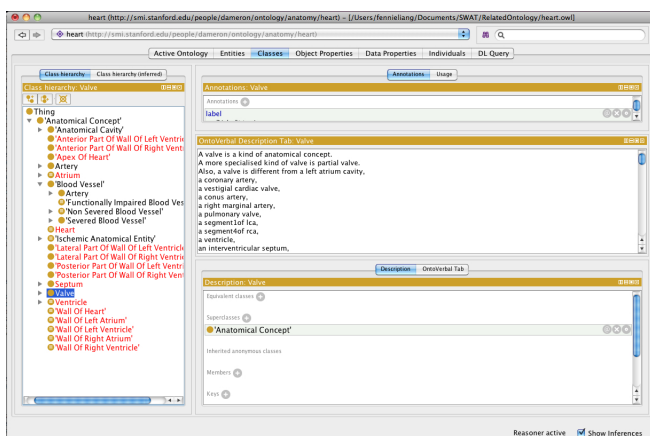 heart (http://smi.stanford.edu/people/dameron/ontology/anatomy/heart) – [/Users/fennieliang/Documents/SWAT/RelatedOntology/heart.owl]
heart (http://smi.stanford.edu/people/dameron/ontology/anatomy/heart)
Active Ontology Entities Classes Object Properties Data Properties Individuals DL Query
Class hierarchy Class hierarchy (inferred)
Class hierarchy: Valve
Thing
'Anatomical Concept'
'Anatomical Cavity'
'Anterior Part Of Wall Of Left Ventricle
'Anterior Part Of Wall Of Right Ventr
'Apex Of Heart'
Artery
Atrium
'Blood Vessel'
Artery
'Functionally Impaired Blood Ves
'Non Severed Blood Vessel'
'Severed Blood Vessel'
Heart
'Ischemic Anatomical Entity'
'Lateral Part Of Wall Of Left Ventricle
'Lateral Part Of Wall Of Right Ventric
'Posterior Part Of Wall Of Left Ventri
'Posterior Part Of Wall Of Right Ven
Septum
Valve
Ventricle
'Wall Of Heart'
'Wall Of Left Atrium'
'Wall Of Left Ventricle'
'Wall Of Right Atrium'
'Wall Of Right Ventricle'
Annotations Usage
Annotations: Valve
Annotations
label
OntoVerbal Description Tab: Valve
A valve is a kind of anatomical concept.
A more specialised kind of valve is partial valve.
Also, a valve is different from a left atrium cavity,
a coronary artery,
a vestigial cardiac valve,
a conus artery,
a right marginal artery,
a pulmonary valve,
a segment1of lca,
a segment4of rca,
a ventricle,
an interventricular septum,
Description OntoVerbal Tab
Description: Valve
Equivalent classes
Superclasses
'Anatomical Concept'
Inherited anonymous classes
Members
Keys
Reasoner active Show Inferences